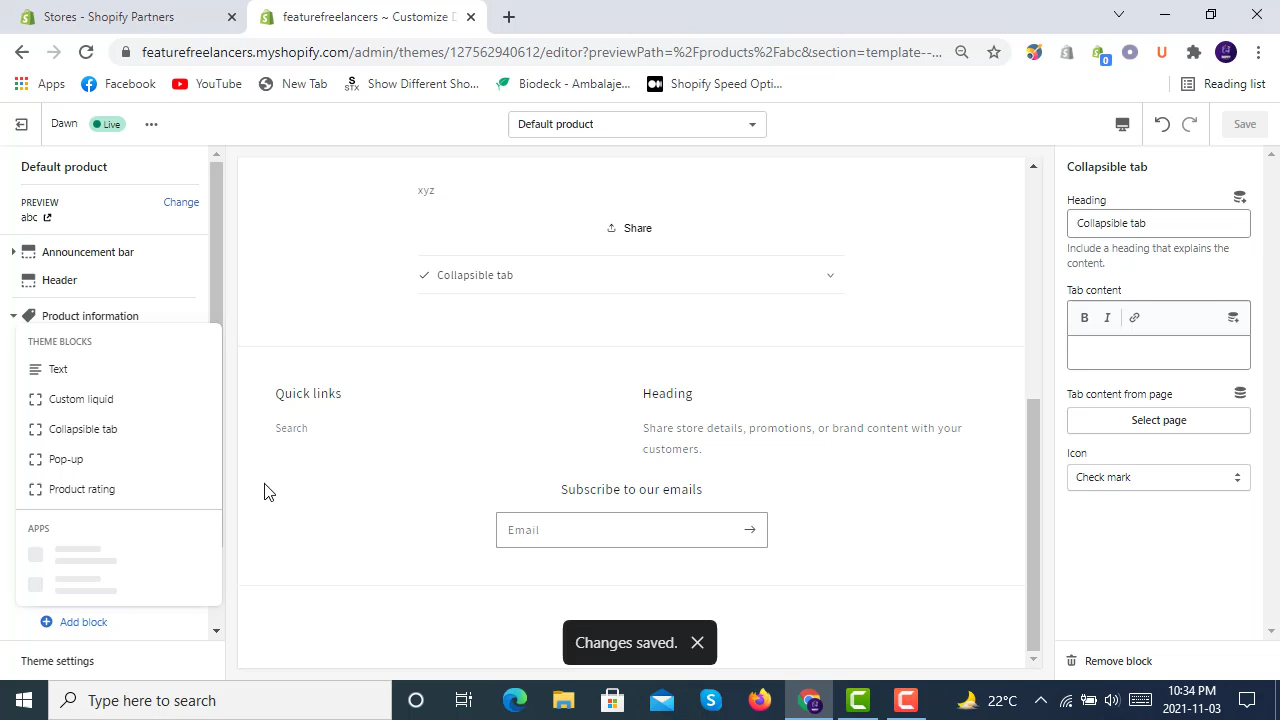 Stores - Shopify Partners
featurefreelancers ~ Customize D
featurefreelancers.myshopify.com/admin/themes/127562940612/editor?previewPath=%2Fproducts%2Fabc&section=template--...
0
U
Apps
Facebook
YouTube
New Tab
STX
Show Different Sho...
Biodeck - Ambalaje...
Shopify Speed Opti...
Reading list
Dawn
Live
Default product
Save
Default product
PREVIEW
abc
Change
Announcement bar
Header
Product information
THEME BLOCKS
Text
Custom liquid
Collapsible tab
Pop-up
Product rating
APPS
Add block
Theme settings
xyz
Share
Collapsible tab
Quick links
Search
Heading
Share store details, promotions, or brand content with your
customers.
Subscribe to our emails
Email
Changes saved.
Collapsible tab
Heading
Collapsible tab
Include a heading that explains the
content.
Tab content
B I
Tab content from page
Select page
Icon
Check mark
Remove block
Type here to search
22°C
10:34 PM
2021-11-03